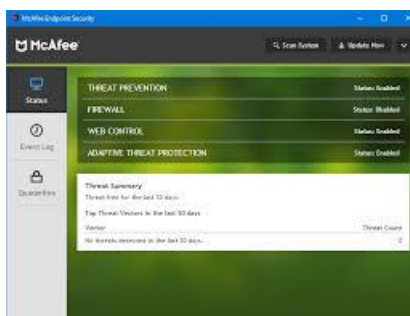 McAfee Endpoint Security
McAfee
Scan System
Update Now
Status
Event Log
Quarantine
THREAT PREVENTION
Status: Enabled
FIREWALL
Status:
WEB CONTROL
Status: Enabled
ADAPTIVE THREAT PROTECTION
Status: Enabled
Threat Summary
Threat free for the last 30 days.
Top Threat Vectors in the last 30 days
Vector
Threat Count
No threats detected in the last 30 days.
0